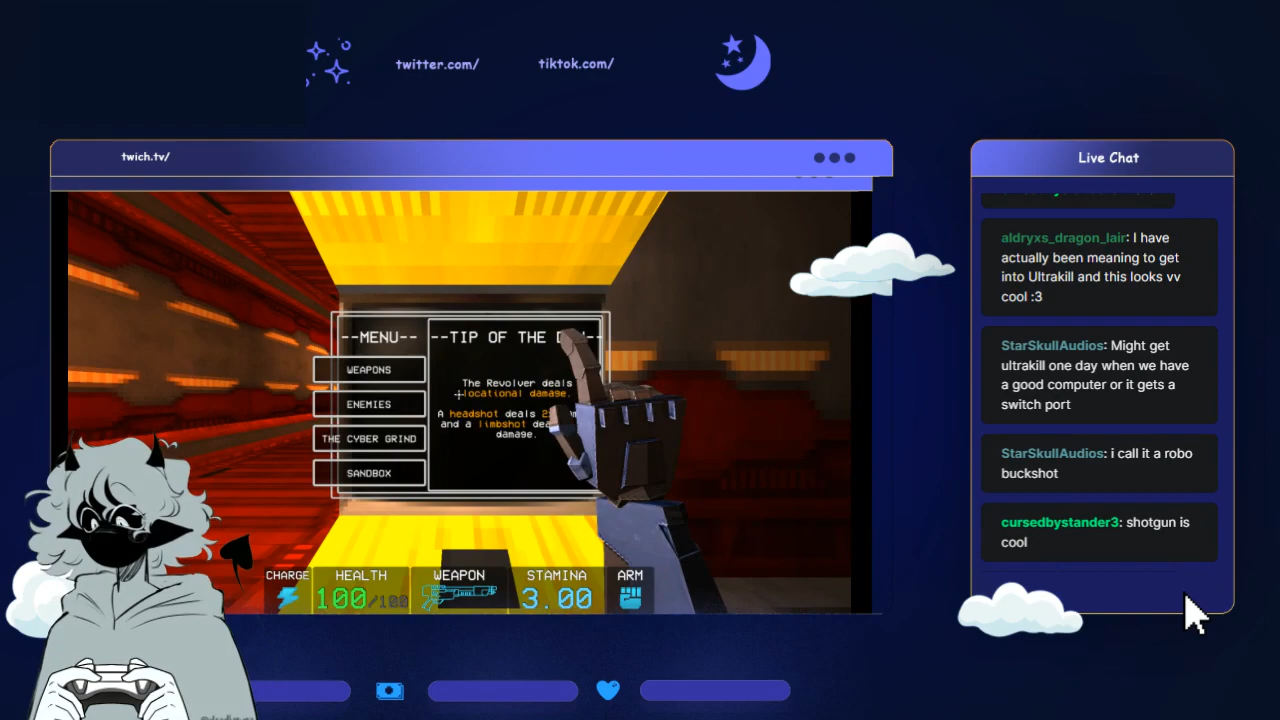 twitter.com/
tiktok.com/
twich.tv/
Live Chat
aldryxs_dragon_lair: I have
actually been meaning to get
into Ultrakill and this looks vv
cool :3
StarSkullAudios: Might get
ultrakill one day when we have
a good computer or it gets a
switch port
StarSkullAudios: i call it a robo
buckshot
cursedbystander3: shotgun is
cool
--MENU--
WEAPONS
ENEMIES
THE CYBER GRIND
SANDBOX
--TIP OF THE
The Revolver deals
locational damage.
A headshot deals
and a limbshot
damage.
CHARGE
HEALTH
100/100
WEAPON
STAMINA
3.00
ARM